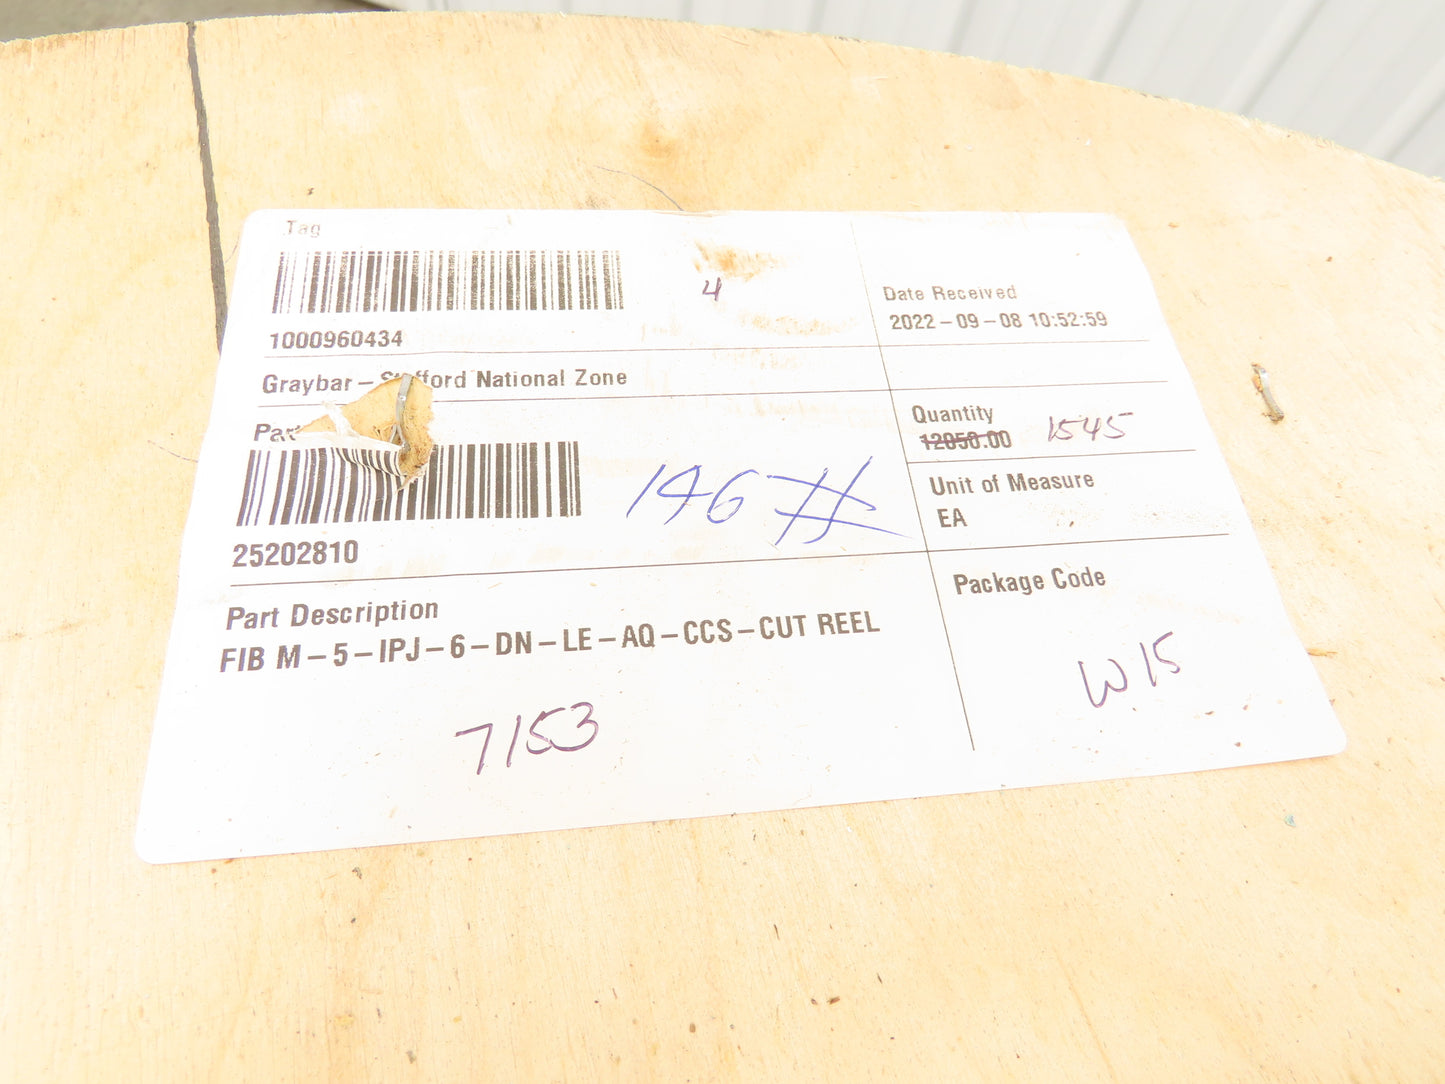 Tag
4
1000960434
Date Received
2022-09-08 10:52:59
Graybar - Stafford National Zone
Part
25202810
146 #
Quantity
12050.00 1545
Unit of Measure
EA
Part Description
FIB M-5-IPJ-6-DN-LE-AQ-CCS-CUT REEL
7153
Package Code
W15